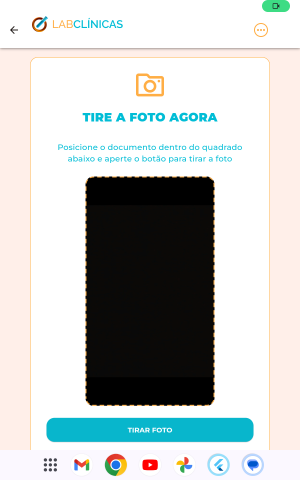 LABCLÍNICAS
TIRE A FOTO AGORA
Posicione o documento dentro do quadrado
abaixo e aperte o botão para tirar a foto
TIRAR FOTO